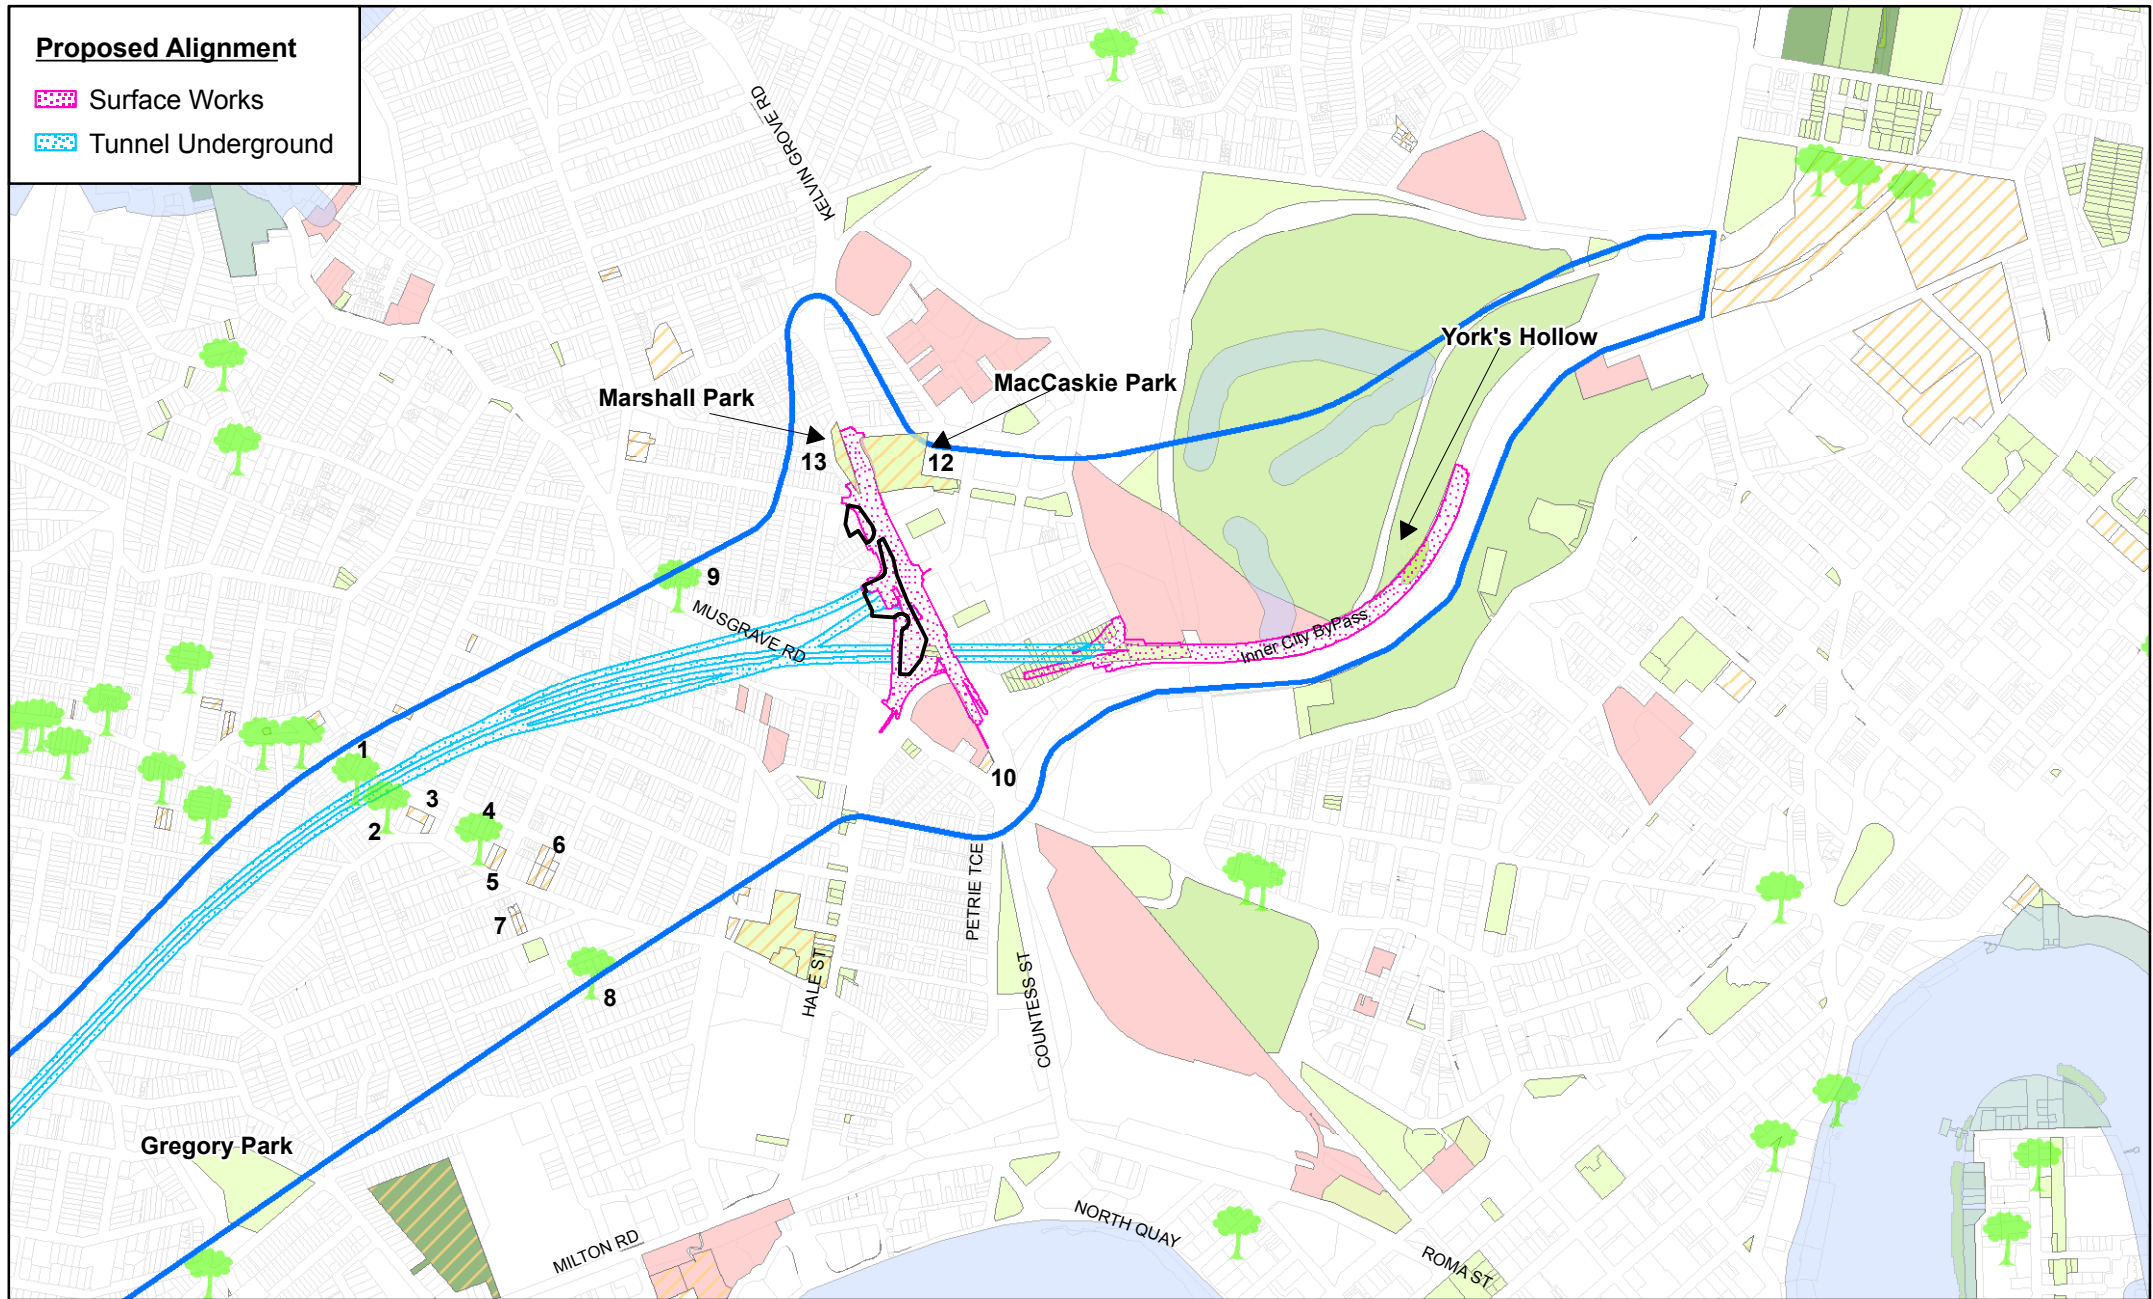 Proposed Alignment
Surface Works
Tunnel Underground
KELVIN GROVE RD
York's Hollow
MacCaskie Park
Marshall Park
13
12
9
MUSGRAVE RD
Inner City ByPass
1
10
3
4
2
6
5
7
PETRIE TCE
HALE ST
8
COUNTESS ST
Gregory Park
NORTH QUAY
MILTON RD
ROMA ST